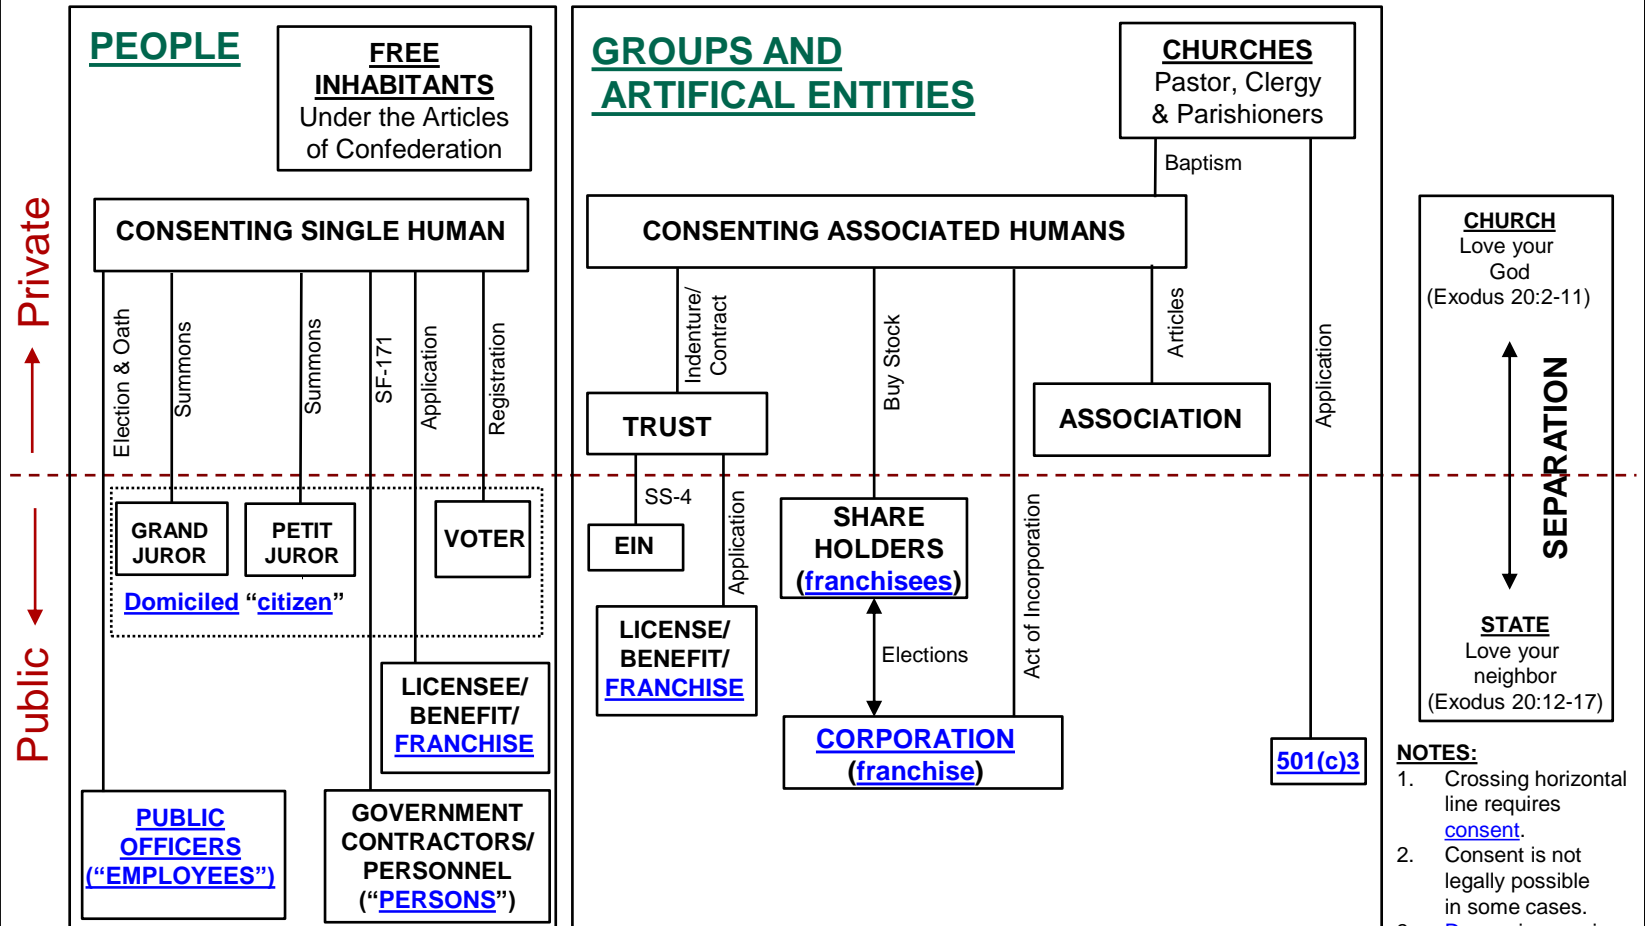 PEOPLE
FREE
INHABITANTS
Under the Articles
of Confederation
GROUPS AND
ARTIFICAL ENTITIES
CHURCHES
Pastor, Clergy
& Parishioners
Baptism
Private
Public
CONSENTING SINGLE HUMAN
CONSENTING ASSOCIATED HUMANS
Election & Oath
Summons
Summons
SF-171
Application
Registration
Indenture/
Contract
Buy Stock
Articles
Application
TRUST
ASSOCIATION
GRAND
JUROR
PETIT
JUROR
VOTER
Domiciled “citizen”
SS-4
EIN
Application
SHARE
HOLDERS
(franchisees)
Act of Incorporation
LICENSE/
BENEFIT/
FRANCHISE
Elections
LICENSEE/
BENEFIT/
FRANCHISE
CORPORATION
(franchise)
501(c)3
PUBLIC
OFFICERS
(“EMPLOYEES”)
GOVERNMENT
CONTRACTORS/
PERSONNEL
(“PERSONS”)
CHURCH
Love your
God
(Exodus 20:2-11)
SEPARATION
STATE
Love your
neighbor
(Exodus 20:12-17)
NOTES:
1. Crossing horizontal
line requires
consent.
2. Consent is not
legally possible
in some cases.